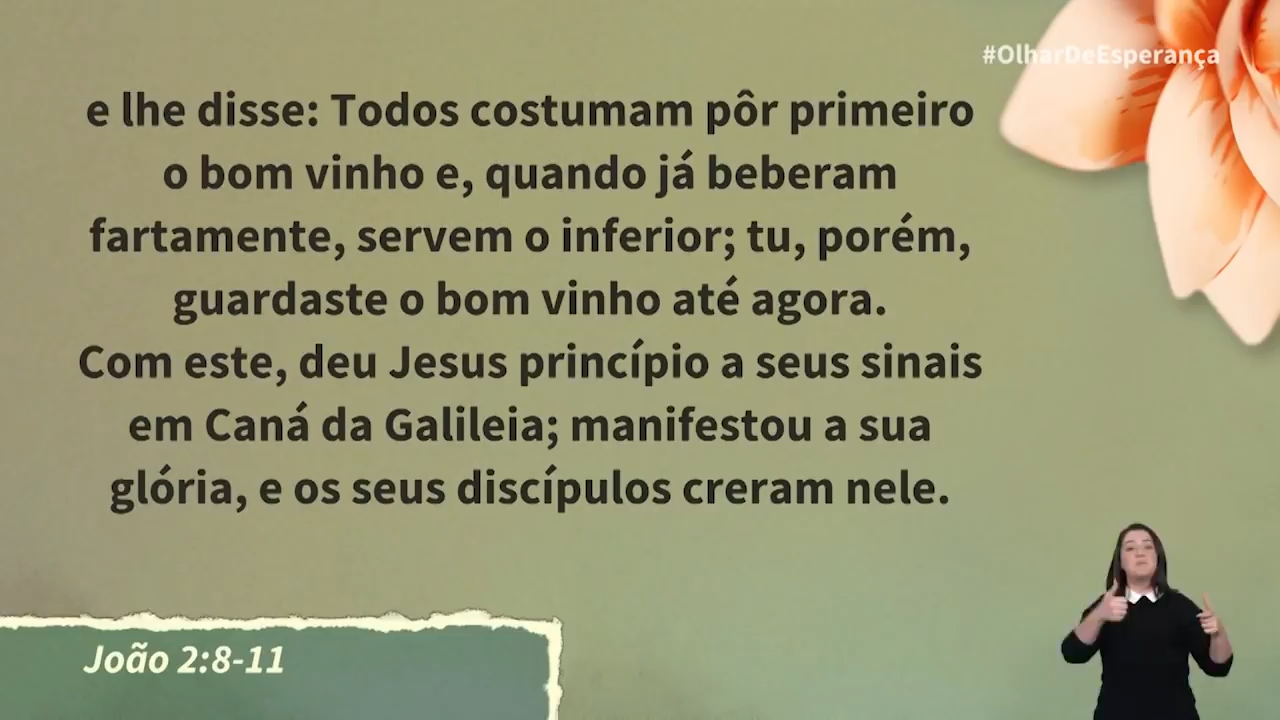 #OlharDeEsperança
e lhe disse: Todos costumam pôr primeiro
o bom vinho e, quando já beberam
fartamente, servem o inferior; tu, porém,
guardaste o bom vinho até agora.
Com este, deu Jesus princípio a seus sinais
em Caná da Galileia; manifestou a sua
glória, e os seus discípulos creram nele.
João 2:8-11